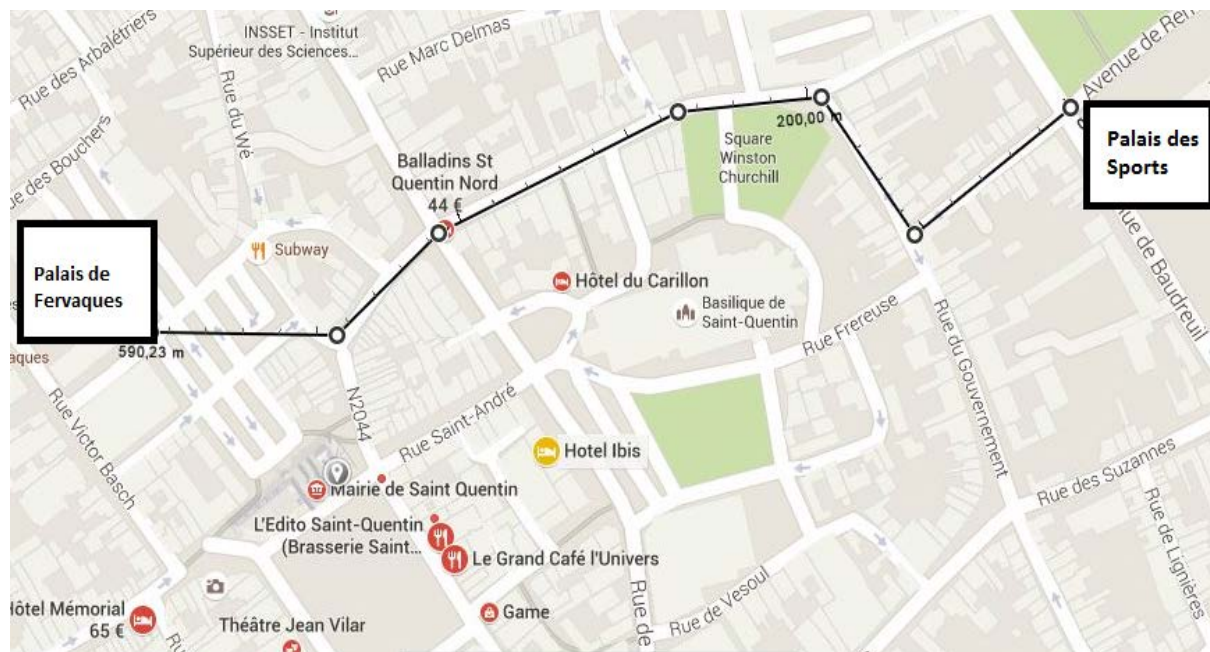 INSSET - Institut
Supérieur des Sciences...
Rue des Arbalétriers
Rue Marc Delmas
Rue du Wé
Avenue de
200,00 m
Square
Winston
Churchill
Palais des
Sports
des Bouchers
Balladins St
Quentin Nord
44 €
Subway
Palais de
Fervaques
Hôtel du Carillon
Basilique de
Saint-Quentin
de Baudreuil
590,23 m
Rue Frereuse
Rue du Gouvernement
Rue Victor Basch
N2044
Rue Saint-André
Hotel Ibis
Mairie de Saint Quentin
Rue des Suzannes
L'Edito Saint-Quentin
(Brasserie Saint...
Le Grand Café l'Univers
Rue de Lignières
Rue de
Rue de Vesoul
Hôtel Mémorial
65 €
Game
Théâtre Jean Vilar